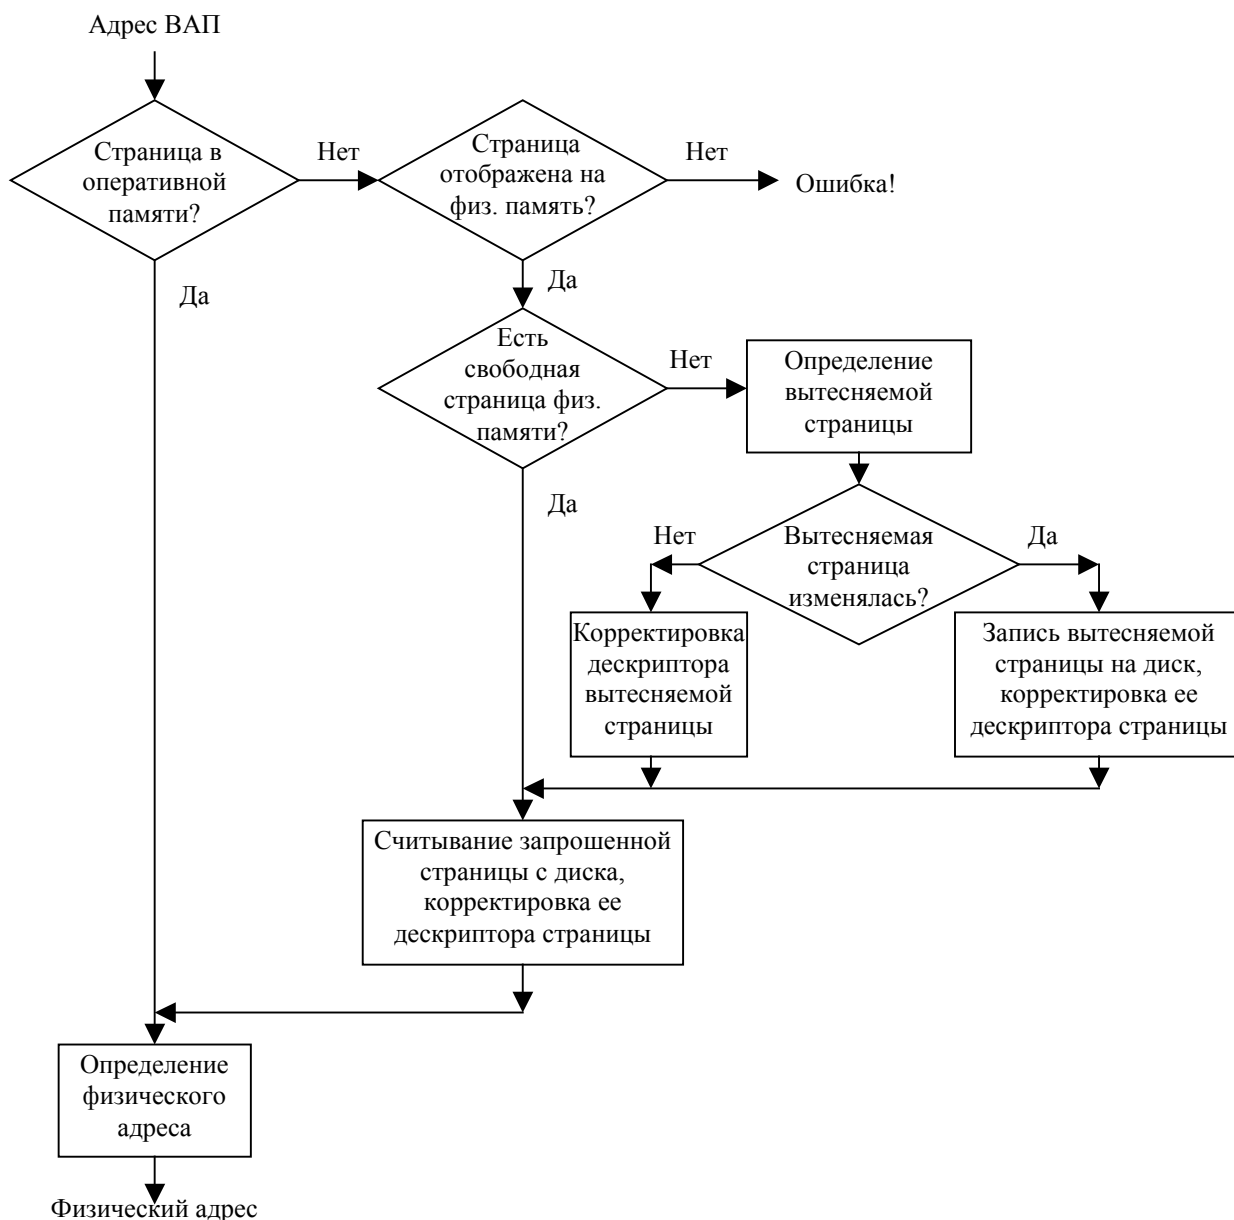 Адрес ВАП
Страница в
оперативной
памяти?
Нет
Страница
отображена на
физ. память?
Нет
Ошибка!
Да
Да
Есть
свободная
страница физ.
памяти?
Нет
Определение
вытесняемой
страницы
Да
Нет
Вытесняемая
страница
изменялась?
Да
Корректировка
дескриптора
вытесняемой
страницы
Запись вытесняемой
страницы на диск,
корректировка ее
дескриптора страницы
Считывание запрошенной
страницы с диска,
корректировка ее
дескриптора страницы
Определение
физического
адреса
Физический адрес